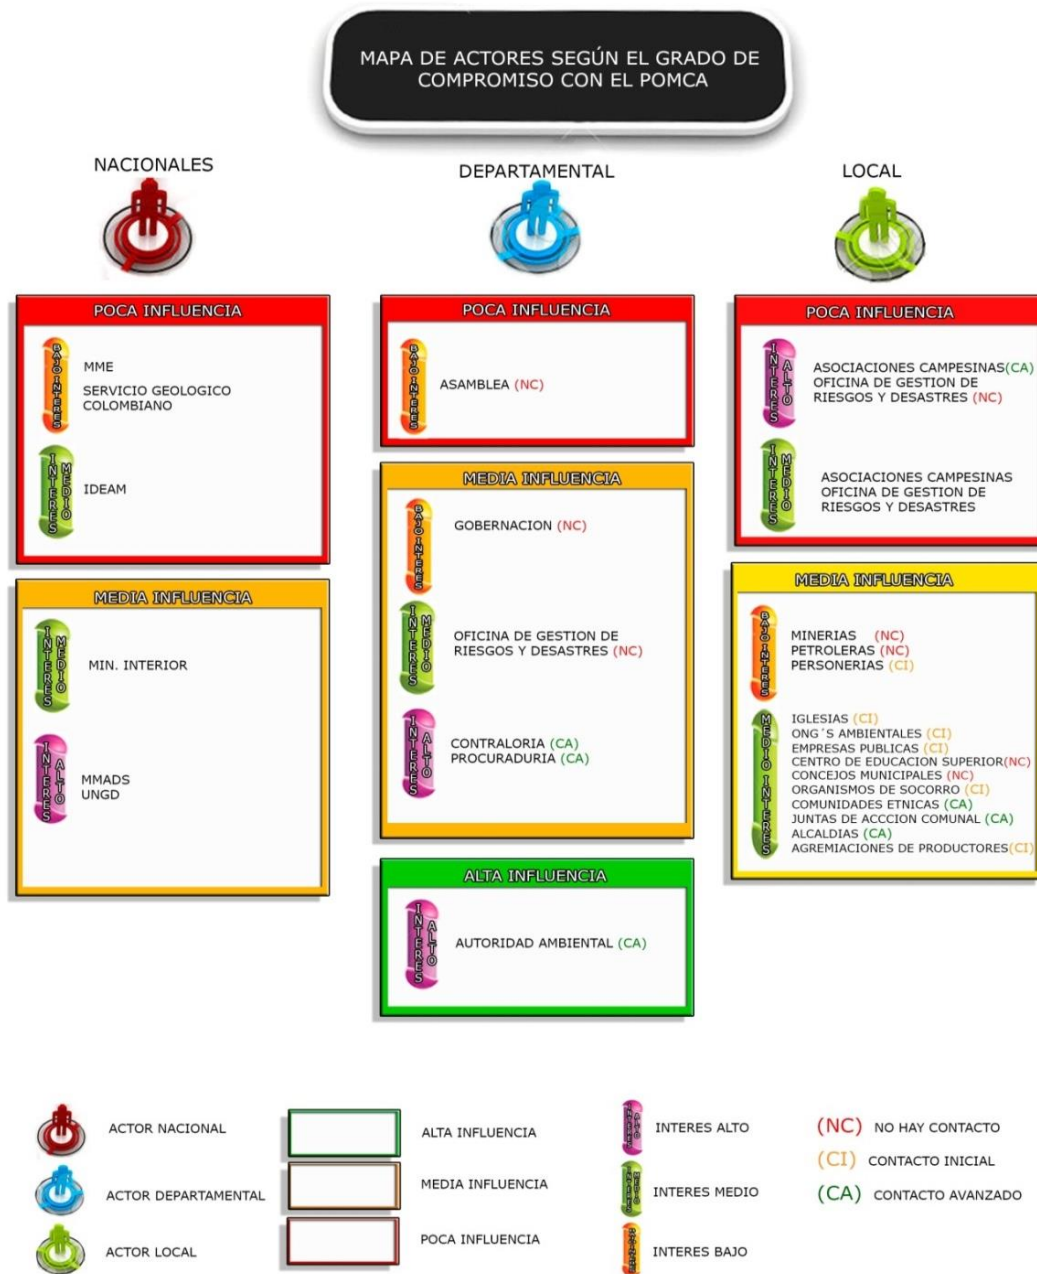 MAPA DE ACTORES SEGÚN EL GRADO DE
COMPROMISO CON EL POMCA
NACIONALES
POCA INFLUENCIA
BAJO INTERES
MME
SERVICIO GEOLOGICO
COLOMBIANO
INTERES MEDIO
IDEAM
MEDIA INFLUENCIA
INTERES MEDIO
MIN. INTERIOR
INTERES ALTO
MMADS
UNGD
DEPARTAMENTAL
POCA INFLUENCIA
BAJO INTERES
ASAMBLEA (NC)
MEDIA INFLUENCIA
BAJO INTERES
GOBERNACION (NC)
INTERES MEDIO
OFICINA DE GESTION DE
RIESGOS Y DESASTRES (NC)
INTERES ALTO
CONTRALORIA (CA)
PROCURADURIA (CA)
ALTA INFLUENCIA
INTERES ALTO
AUTORIDAD AMBIENTAL (CA)
LOCAL
POCA INFLUENCIA
INTERES ALTO
ASOCIACIONES CAMPESINAS(CA)
OFICINA DE GESTION DE
RIESGOS Y DESASTRES (NC)
INTERES MEDIO
ASOCIACIONES CAMPESINAS
OFICINA DE GESTION DE
RIESGOS Y DESASTRES
MEDIA INFLUENCIA
BAJO INTERES
MINERIAS (NC)
PETROLERAS (NC)
PERSONERIAS (CI)
MEDIO INTERES
IGLESIAS (CI)
ONG´S AMBIENTALES (CI)
EMPRESAS PUBLICAS (CI)
CENTRO DE EDUCACION SUPERIOR(NC)
CONCEJOS MUNICIPALES (NC)
ORGANISMOS DE SOCORRO (CI)
COMUNIDADES ETNICAS (CA)
JUNTAS DE ACCCION COMUNAL (CA)
ALCALDIAS (CA)
AGREMIACIONES DE PRODUCTORES(CI)
ACTOR NACIONAL
ACTOR DEPARTAMENTAL
ACTOR LOCAL
ALTA INFLUENCIA
MEDIA INFLUENCIA
POCA INFLUENCIA
INTERES ALTO
INTERES MEDIO
INTERES BAJO
(NC) NO HAY CONTACTO
(CI) CONTACTO INICIAL
(CA) CONTACTO AVANZADO